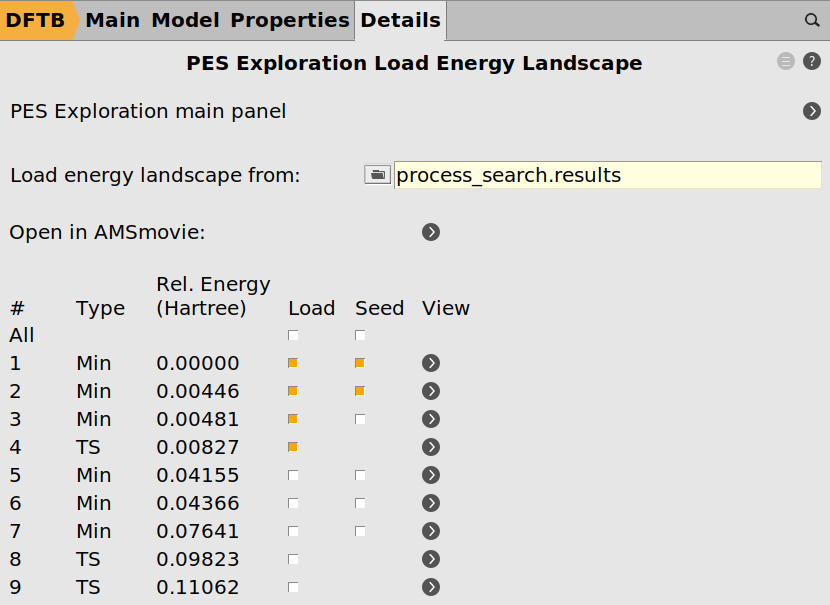 DFTB Main Model Properties Details
PES Exploration Load Energy Landscape ?
PES Exploration main panel
Load energy landscape from: process_search.results
Open in AMSmovie:
Rel. Energy
# Type (Hartree) Load Seed View
All
1 Min 0.00000
2 Min 0.00446
3 Min 0.00481
4 TS 0.00827
5 Min 0.04155
6 Min 0.04366
7 Min 0.07641
8 TS 0.09823
9 TS 0.11062